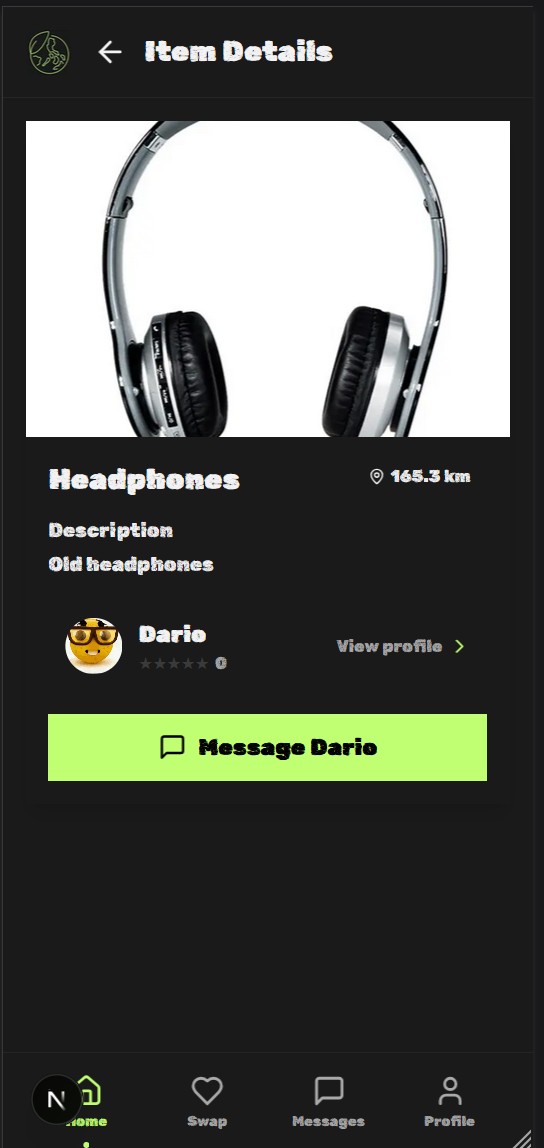 Item Details
Headphones
165.3 km
Description
Old headphones
Dario
★★★★★ 0
View profile
Message Dario
N
Home
Swap
Messages
Profile